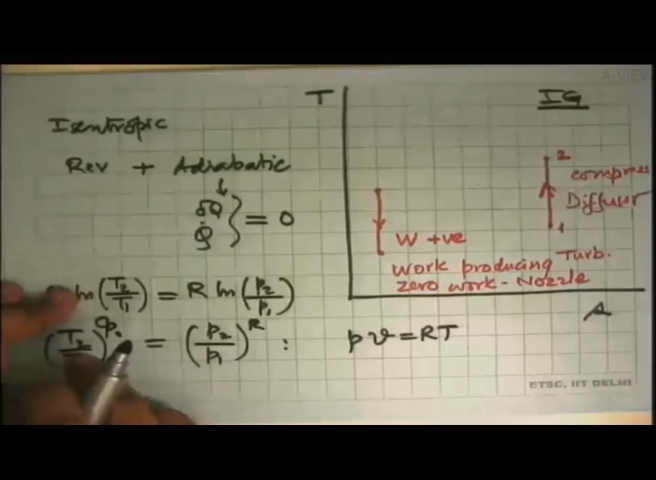 Isentropic
Rev + Adiabatic
δQ
Q̇ } = 0
ln(T2/T1) = R ln(p2/p1)
(T2/)^Cp. = (p2/p1)^R :
T
IG
2
compress
Diffuser
1
W +ve
work producing Turb.
zero work - Nozzle
pv = RT
ETSC, IIT DELHI